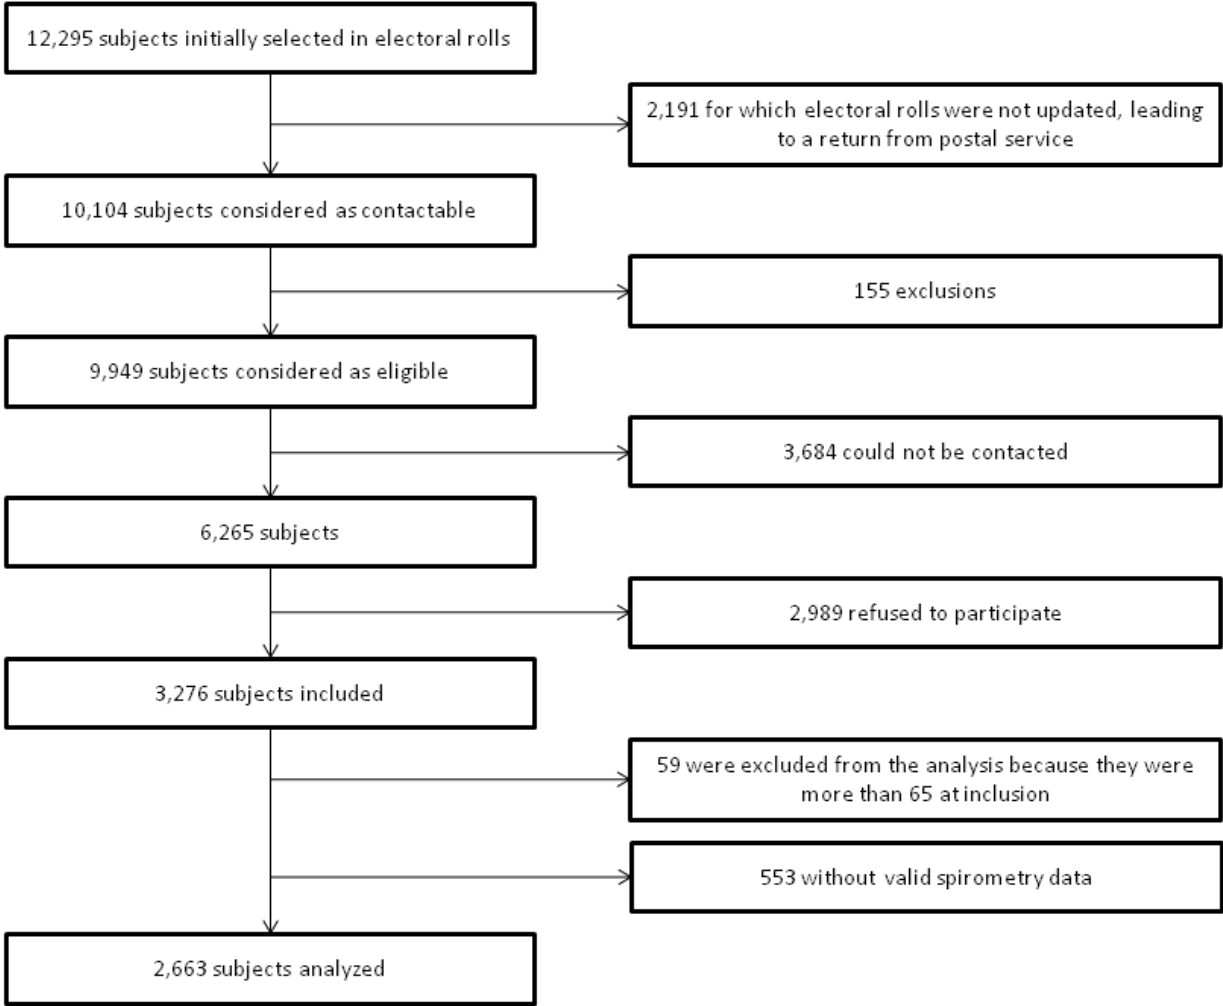 12,295 subjects initially selected in electoral rolls
2,191 for which electoral rolls were not updated, leading
to a return from postal service
10,104 subjects considered as contactable
155 exclusions
9,949 subjects considered as eligible
3,684 could not be contacted
6,265 subjects
2,989 refused to participate
3,276 subjects included
59 were excluded from the analysis because they were
more than 65 at inclusion
553 without valid spirometry data
2,663 subjects analyzed